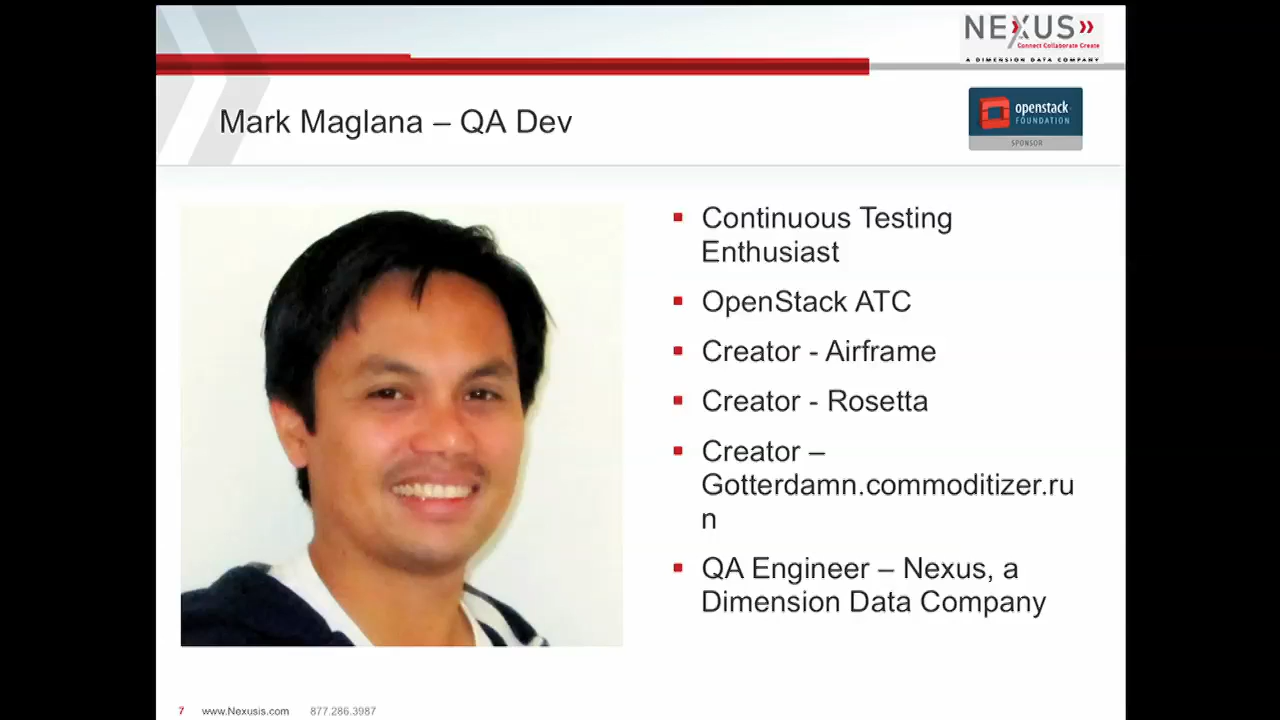 NEXUS
Connect Collaborate Create
A DIMENSION DATA COMPANY
Mark Maglana – QA Dev
openstack
FOUNDATION
SPONSOR
Continuous Testing
Enthusiast
OpenStack ATC
Creator - Airframe
Creator - Rosetta
Creator –
Gotterdamn.commoditizer.ru
n
QA Engineer – Nexus, a
Dimension Data Company
7 www.Nexusis.com 877.286.3987